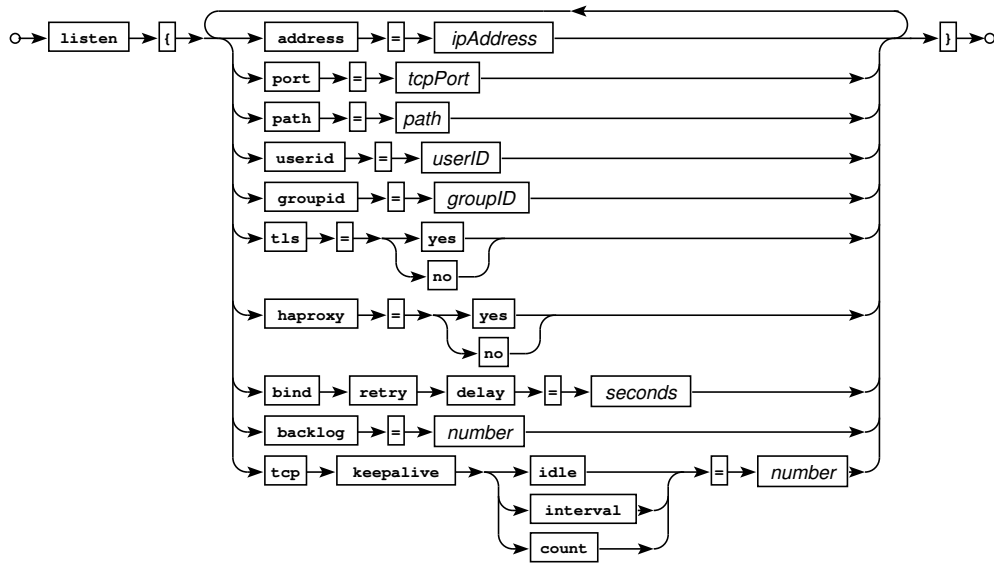 listen { address = ipAddress }
port = tcpPort
path = path
userid = userID
groupid = groupID
tls = yes
no
haproxy = yes
no
bind retry delay = seconds
backlog = number
tcp keepalive idle = number
interval
count